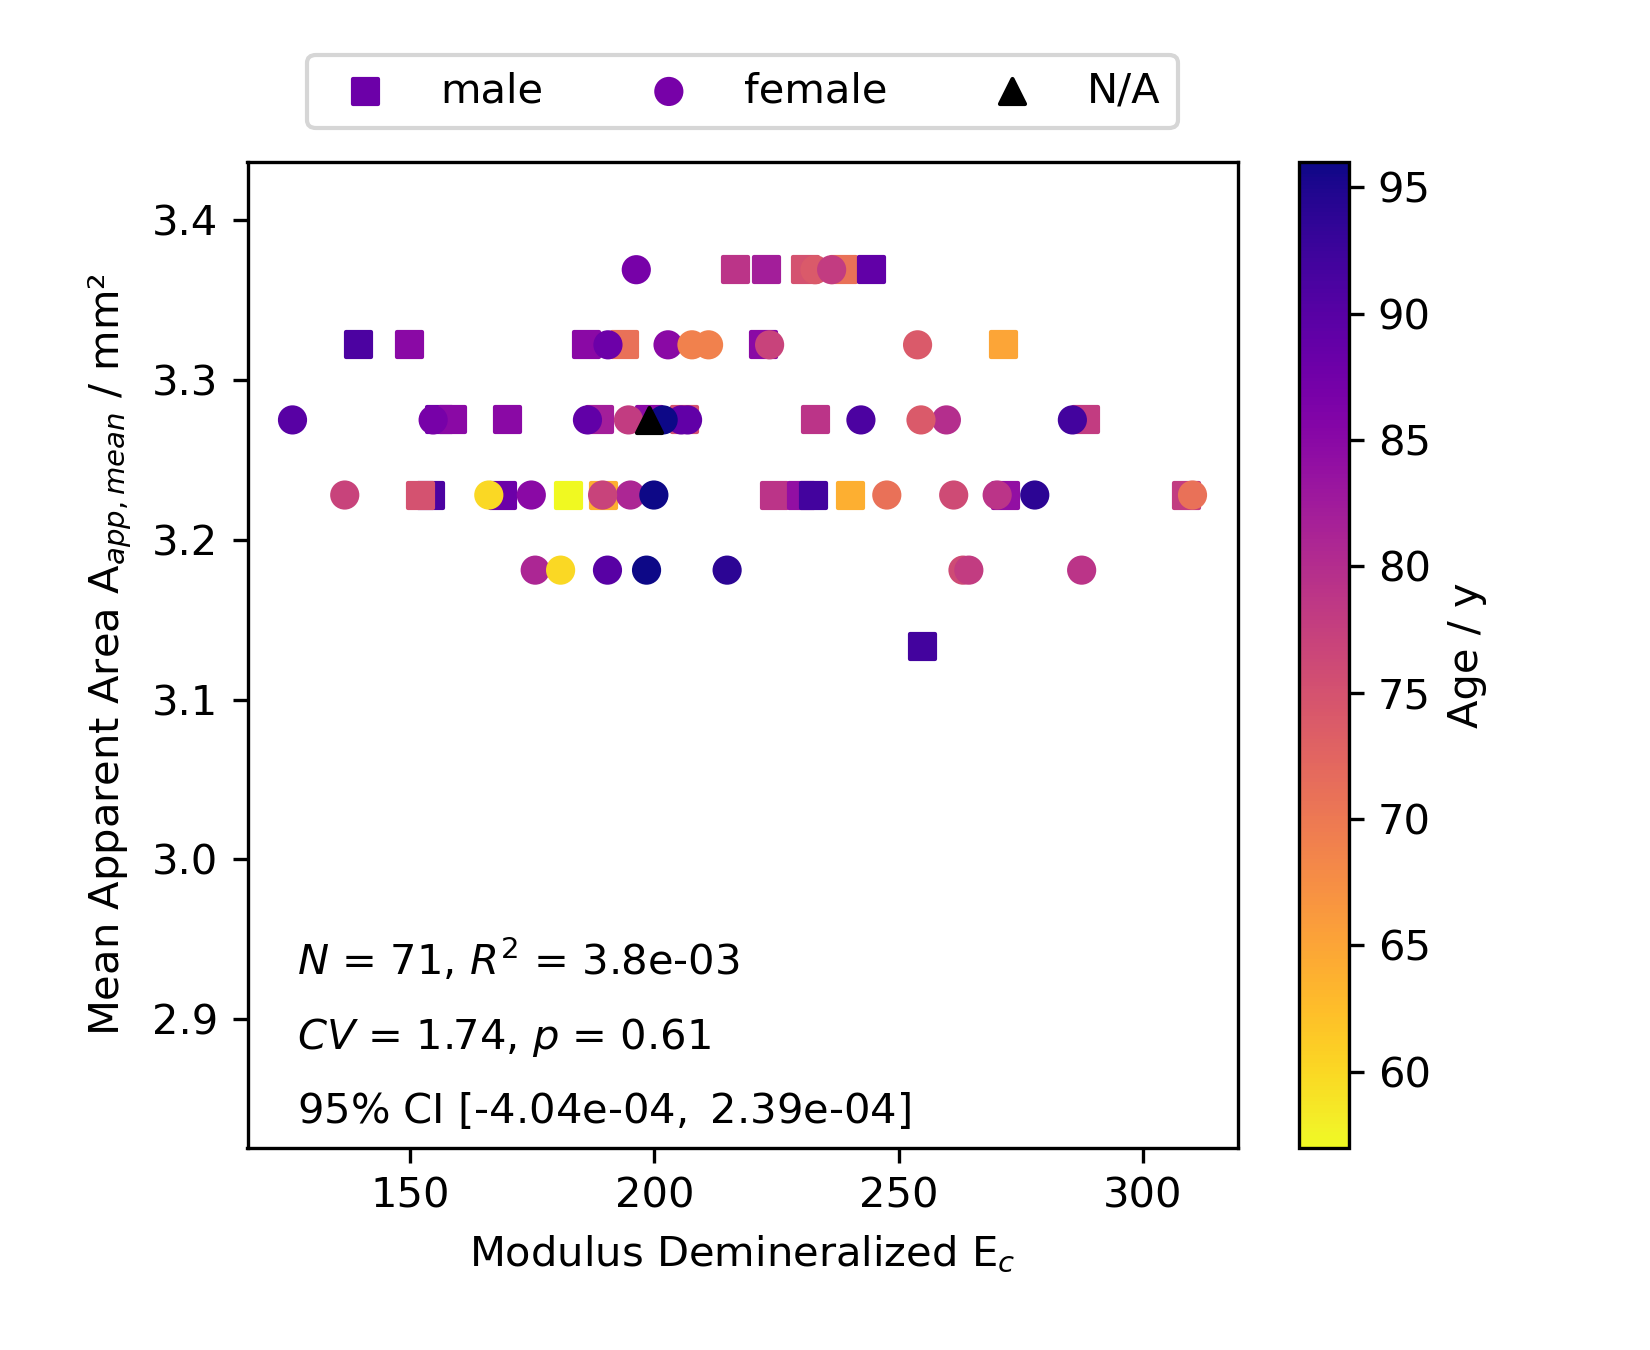 male female N/A
3.4
3.3
3.2
3.1
3.0
2.9
Mean Apparent Area A_{app, mean} / mm²
N = 71, R² = 3.8e-03
CV = 1.74, p = 0.61
95% CI [-4.04e-04, 2.39e-04]
150 200 250 300
Modulus Demineralized E_c
95
90
85
80
75
70
65
60
Age / y